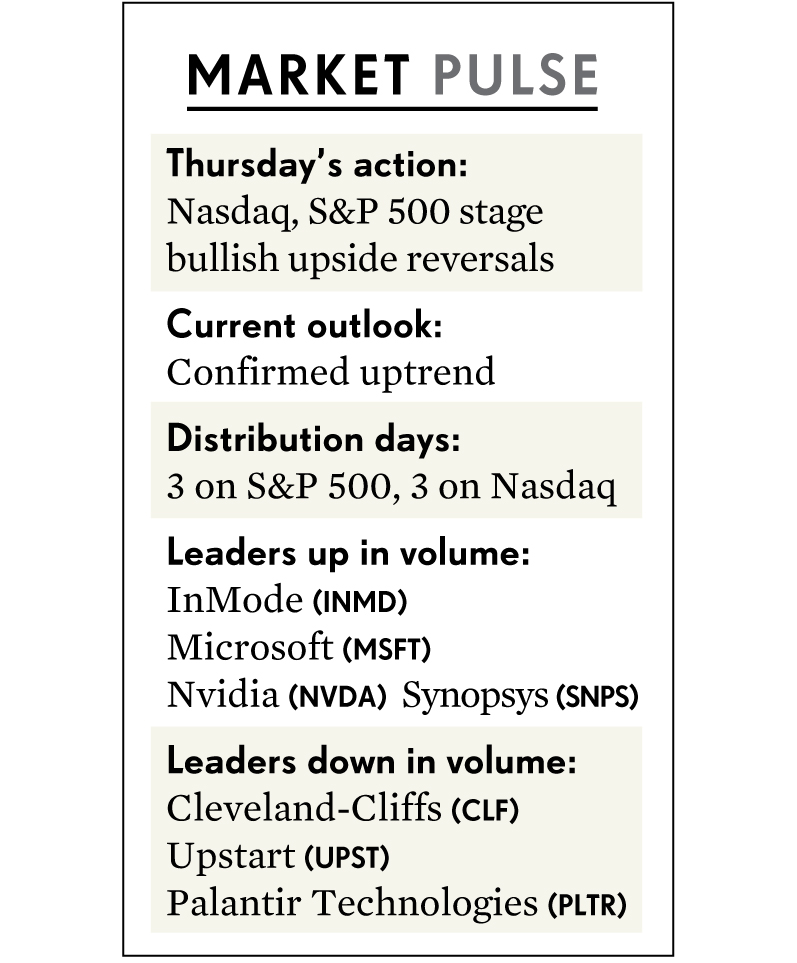 MARKET PULSE
Thursday’s action:
Nasdaq, S&P 500 stage
bullish upside reversals
Current outlook:
Confirmed uptrend
Distribution days:
3 on S&P 500, 3 on Nasdaq
Leaders up in volume:
InMode (INMD)
Microsoft (MSFT)
Nvidia (NVDA) Synopsys (SNPS)
Leaders down in volume:
Cleveland-Cliffs (CLF)
Upstart (UPST)
Palantir Technologies (PLTR)